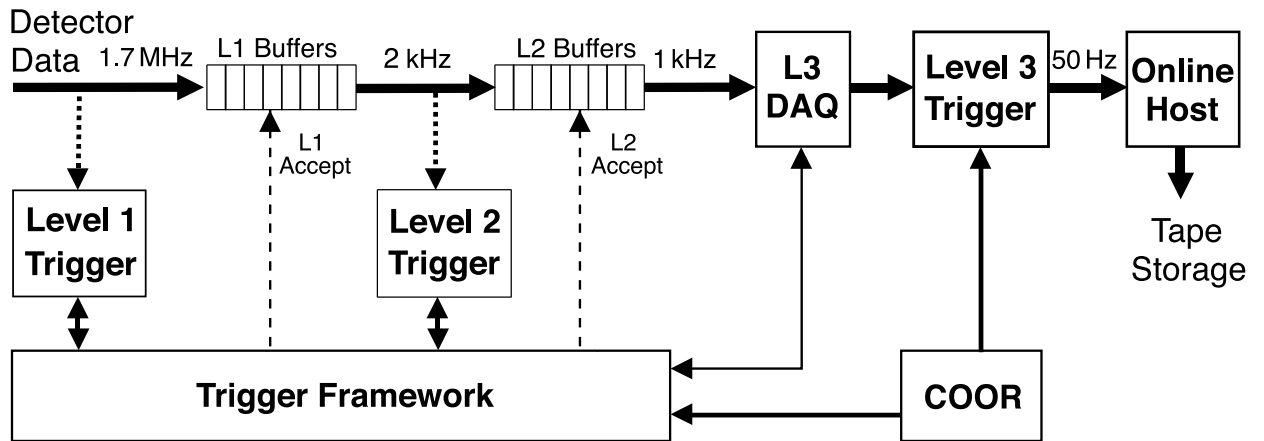 Detector
Data
1.7 MHz
L1 Buffers
2 kHz
L2 Buffers
1 kHz
L3
DAQ
Level 3
Trigger
50 Hz
Online
Host
L1
Accept
L2
Accept
Level 1
Trigger
Level 2
Trigger
Tape
Storage
Trigger Framework
COOR